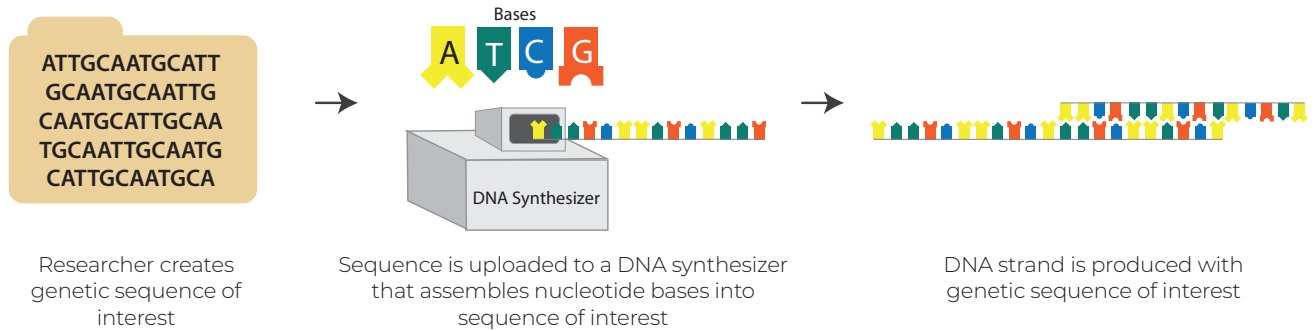 ATTGCAATGCATT
GCAATGCAATTG
CAATGCATTGCAA
TGCAATTGCAATG
CATTGCAATGCA
Researcher creates
genetic sequence of
interest
Bases
A T C G
DNA Synthesizer
Sequence is uploaded to a DNA synthesizer
that assembles nucleotide bases into
sequence of interest
DNA strand is produced with
genetic sequence of interest